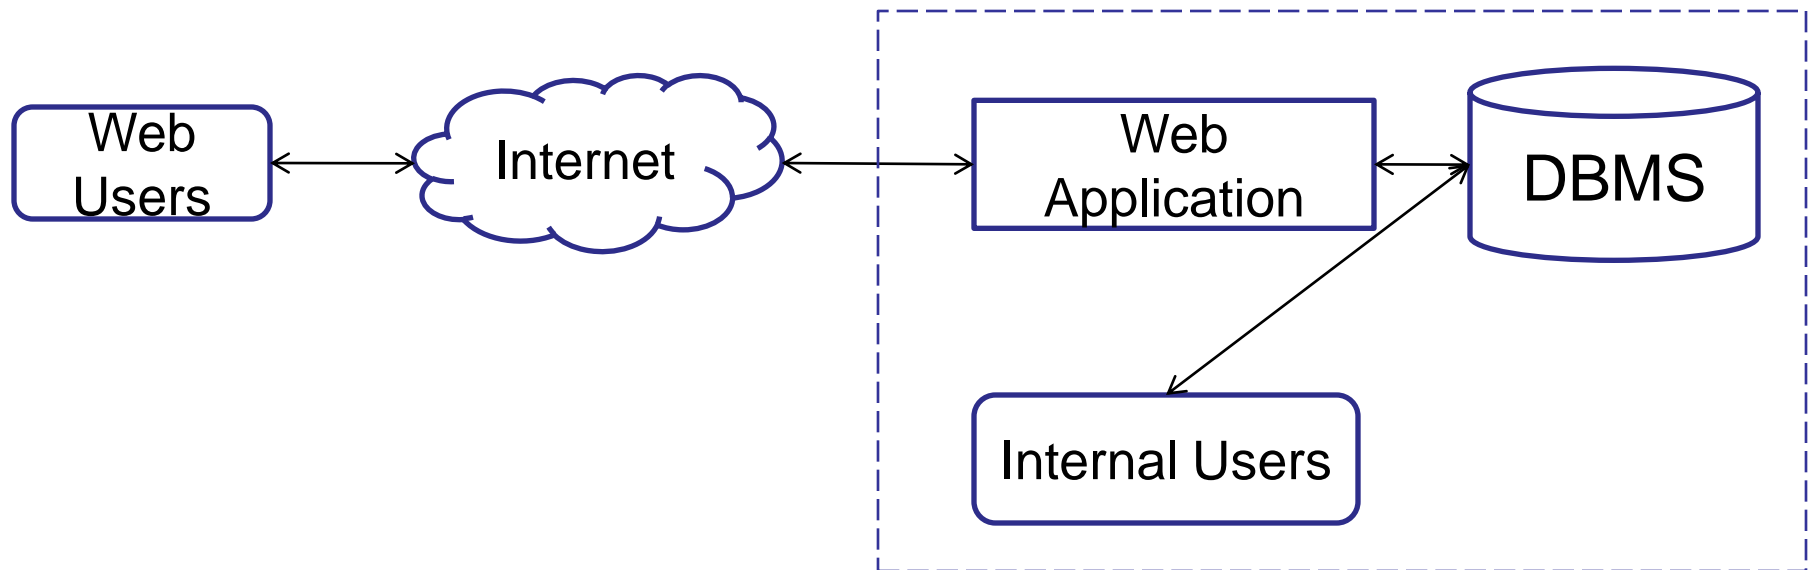 Web
Users
Internet
Web
Application
DBMS
Internal Users